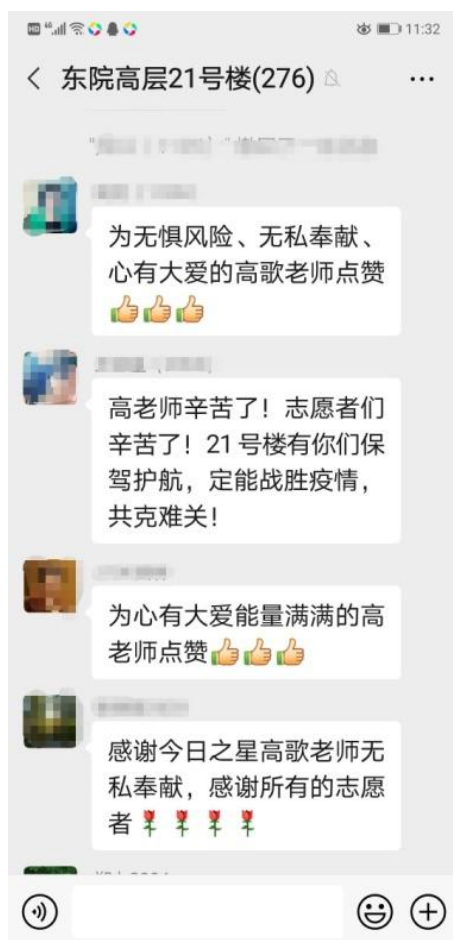 HD 4G 11:32
东院高层21号楼(276)
为无惧风险、无私奉献、
心有大爱的高歌老师点赞
👍👍👍
高老师辛苦了！志愿者们
辛苦了！21号楼有你们保
驾护航，定能战胜疫情，
共克难关！
为心有大爱能量满满的高
老师点赞👍👍👍
感谢今日之星高歌老师无
私奉献，感谢所有的志愿
者🌹🌹🌹🌹